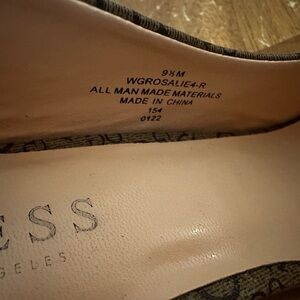 9½M
WGROSALIE4-R
ALL MAN MADE MATERIALS
MADE IN CHINA
154
0122
ESS
GELES